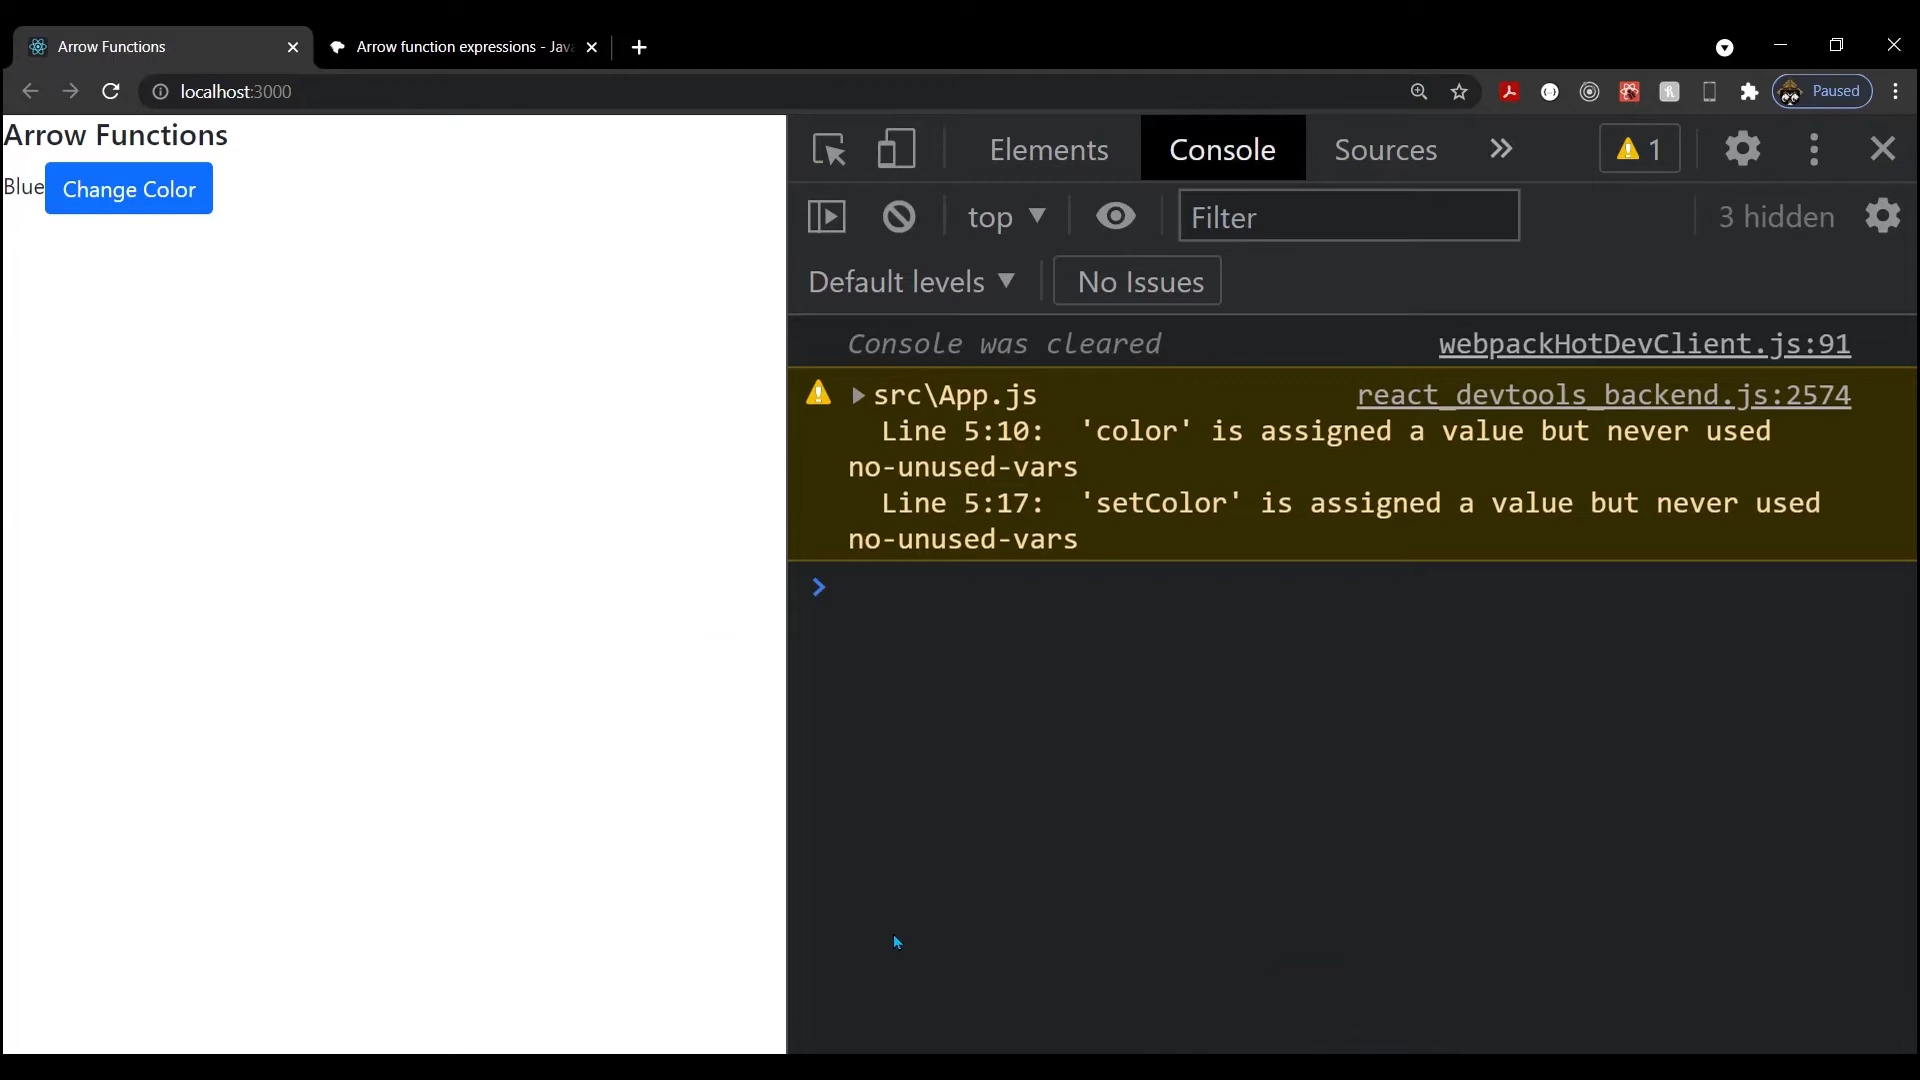 Arrow Functions
Arrow function expressions - Jav
localhost:3000
Paused
Arrow Functions
Blue
Change Color
Elements
Console
Sources
1
top
Filter
3 hidden
Default levels
No Issues
Console was cleared
webpackHotDevClient.js:91
src\App.js
react_devtools_backend.js:2574
Line 5:10:  'color' is assigned a value but never used
no-unused-vars
Line 5:17:  'setColor' is assigned a value but never used
no-unused-vars